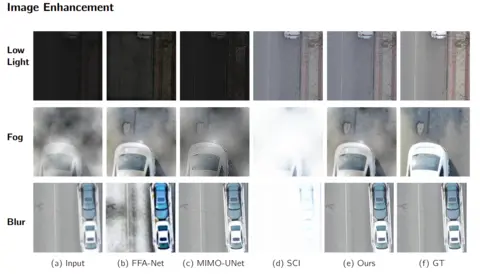 Image Enhancement
Low
Light
Fog
Blur
(a) Input (b) FFA-Net (c) MIMO-UNet (d) SCI (e) Ours (f) GT